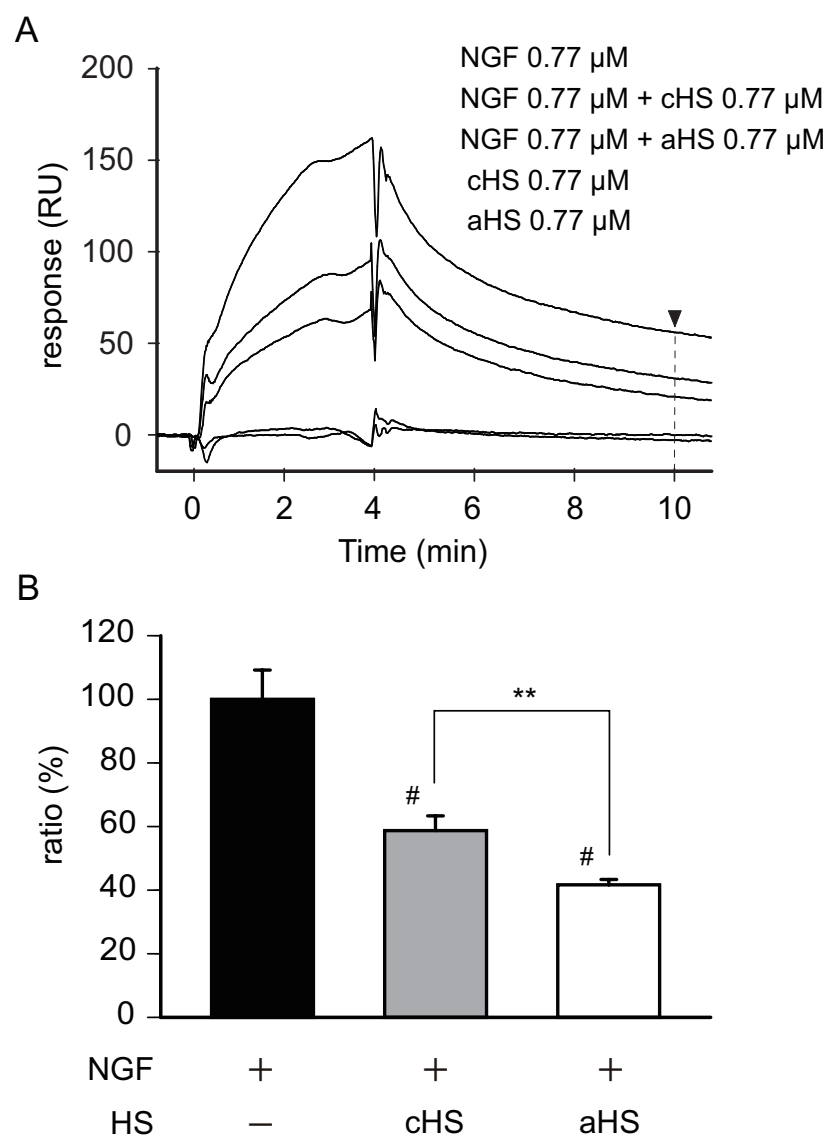 A
200
150
100
50
0
response (RU)
NGF 0.77 µM
NGF 0.77 µM + cHS 0.77 µM
NGF 0.77 µM + aHS 0.77 µM
cHS 0.77 µM
aHS 0.77 µM
0 2 4 6 8 10
Time (min)
B
120
100
80
60
40
20
0
ratio (%)
**
#
#
NGF + + +
HS − cHS aHS